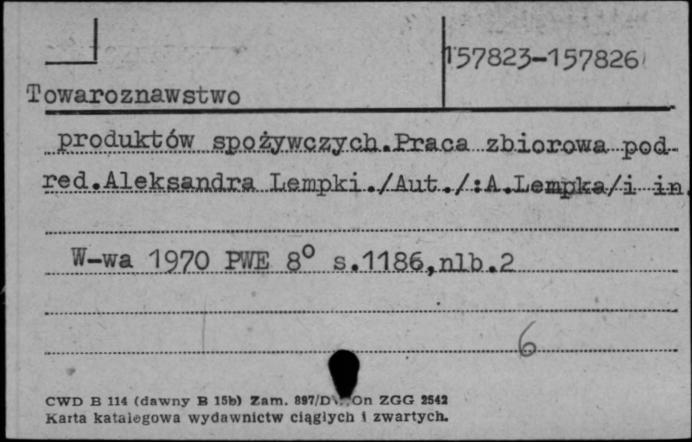 157823-157826
Towaroznawstwo
produktów spożywczych.Praca zbiorowa pod
red.Aleksandra Lempki./Aut./:A.Lempka/i in.
W-wa 1970 PWE 8° s.1186,nlb.2
6
CWD B 114 (dawny B 15b) Zam. 897/D On ZGG 2542
Karta katalogowa wydawnictw ciągłych i zwartych.